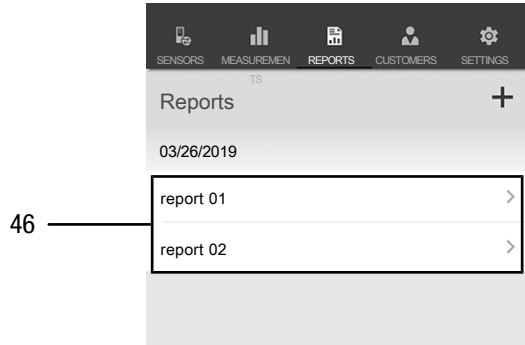 SENSORS MEASUREMEN REPORTS CUSTOMERS SETTINGS
TS
Reports
03/26/2019
report 01
46
report 02